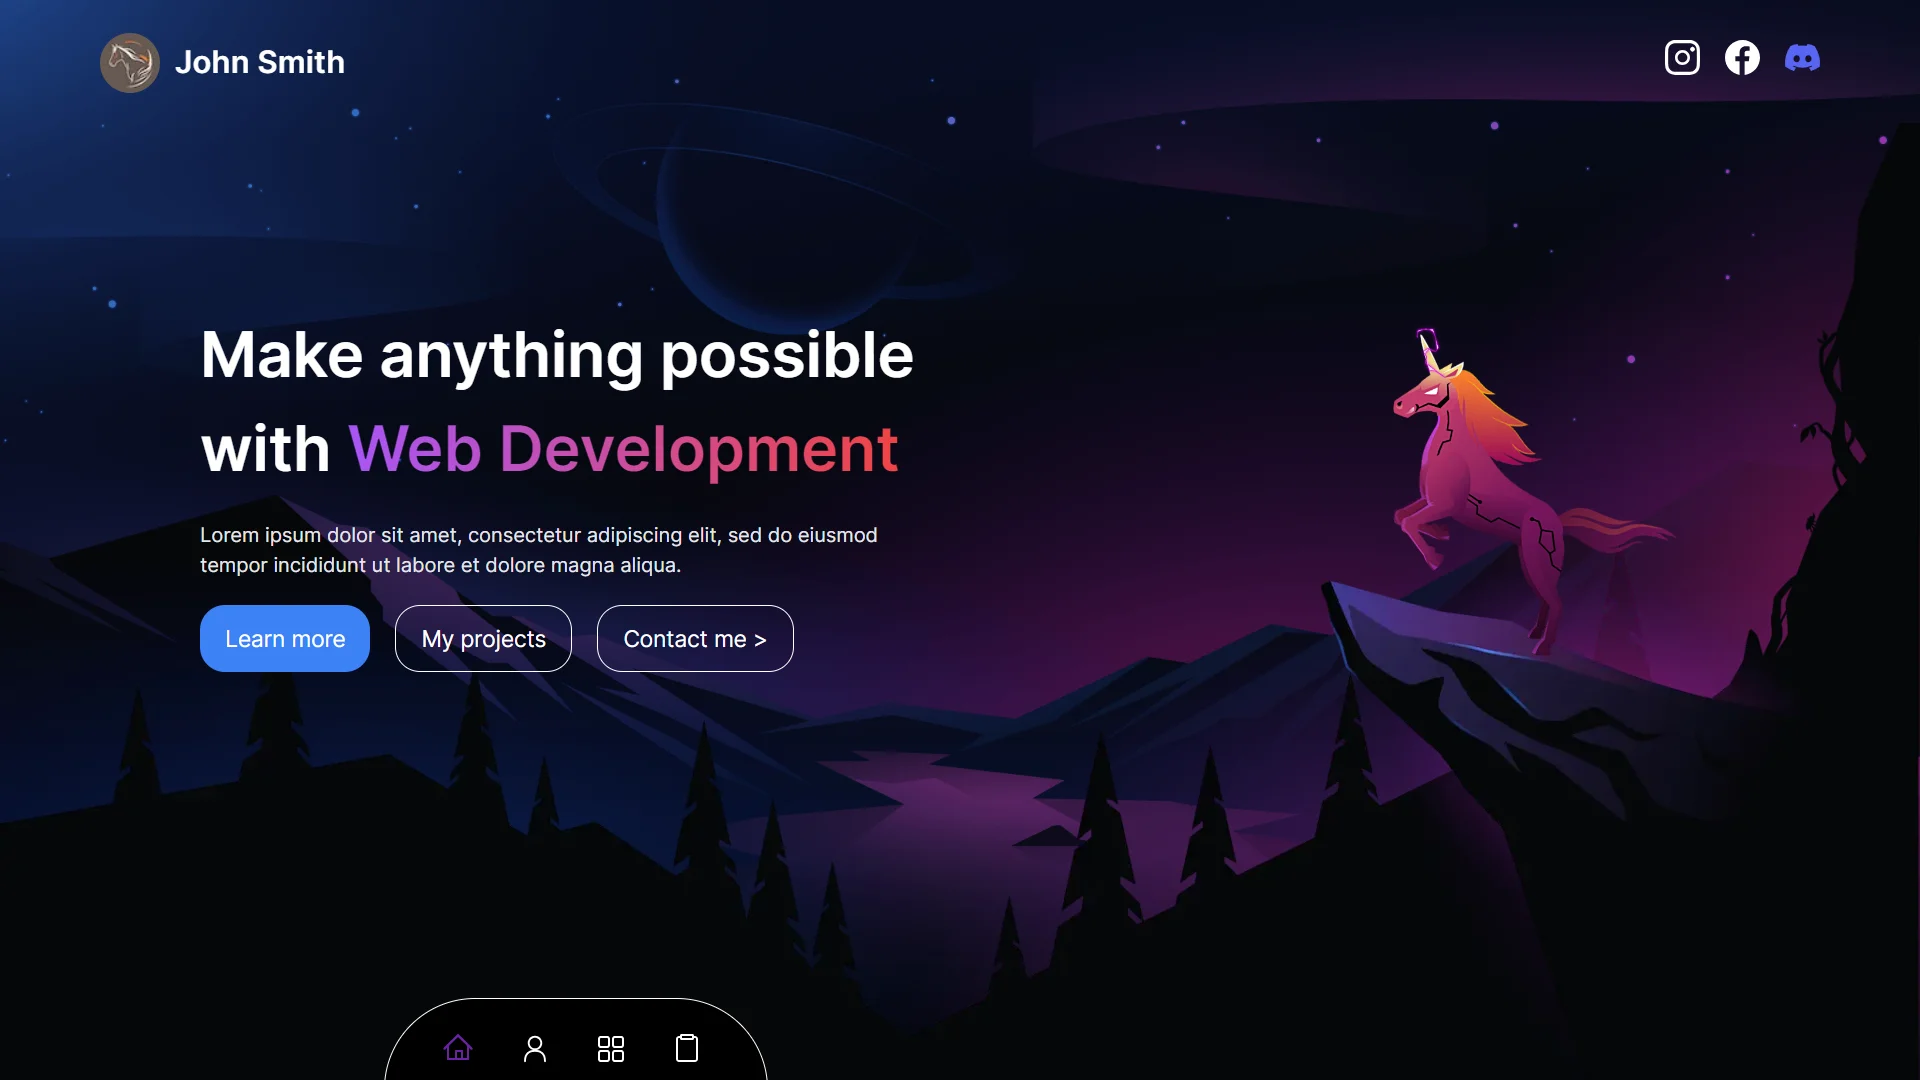 John Smith
Make anything possible
with Web Development
Lorem ipsum dolor sit amet, consectetur adipiscing elit, sed do eiusmod
tempor incididunt ut labore et dolore magna aliqua.
Learn more
My projects
Contact me >